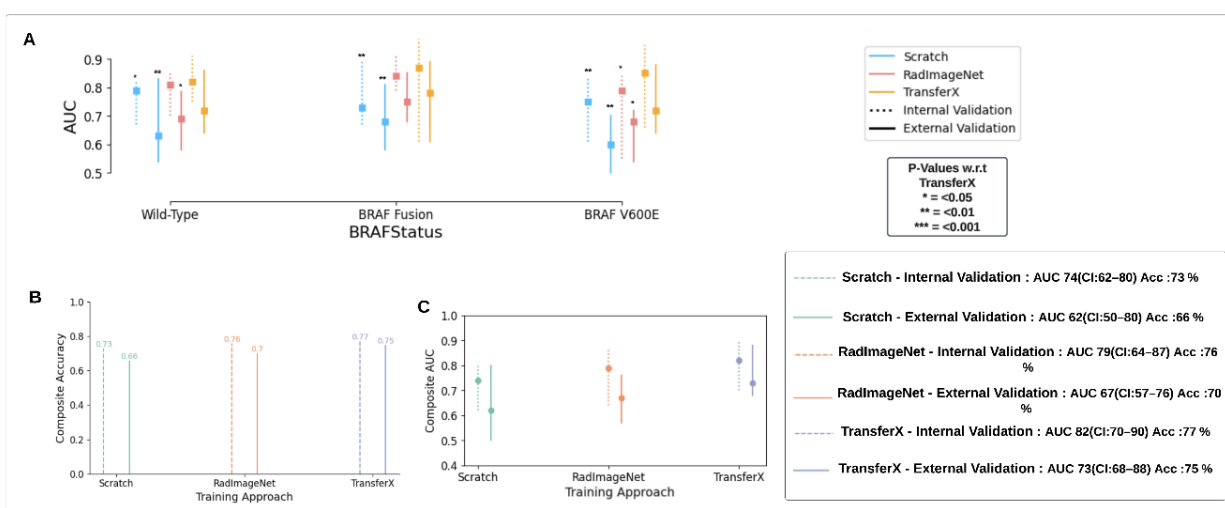 A
0.9
0.8
0.7
0.6
0.5
AUC
*
**
*
**
**
**
**
*
*
Wild-Type
BRAF Fusion
BRAF V600E
BRAFStatus
Scratch
RadImageNet
TransferX
Internal Validation
External Validation
P-Values w.r.t
TransferX
* = <0.05
** = <0.01
*** = <0.001
B
1.0
0.8
0.6
0.4
0.2
0.0
Composite Accuracy
0.73
0.66
0.76
0.7
0.77
0.75
Scratch
RadImageNet
TransferX
Training Approach
C
1.0
0.9
0.8
0.7
0.6
0.5
0.4
Composite AUC
Scratch
RadImageNet
TransferX
Training Approach
Scratch - Internal Validation : AUC 74(CI:62–80) Acc :73 %
Scratch - External Validation : AUC 62(CI:50–80) Acc :66 %
RadImageNet - Internal Validation : AUC 79(CI:64–87) Acc :76
%
RadImageNet - External Validation : AUC 67(CI:57–76) Acc :70
%
TransferX - Internal Validation : AUC 82(CI:70–90) Acc :77 %
TransferX - External Validation : AUC 73(CI:68–88) Acc :75 %